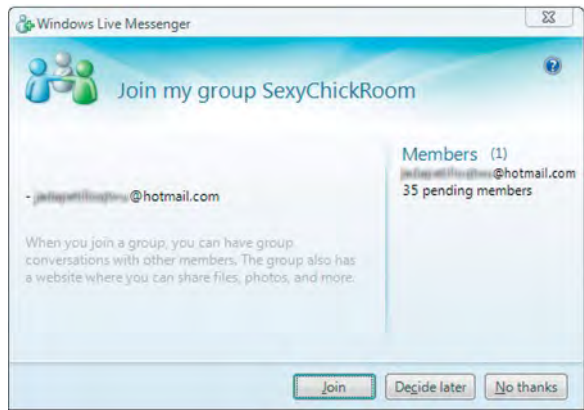 Windows Live Messenger
Join my group SexyChickRoom
- @hotmail.com
When you join a group, you can have group
conversations with other members. The group also has
a website where you can share files, photos, and more.
Members (1)
@hotmail.com
35 pending members
Join
Decide later
No thanks